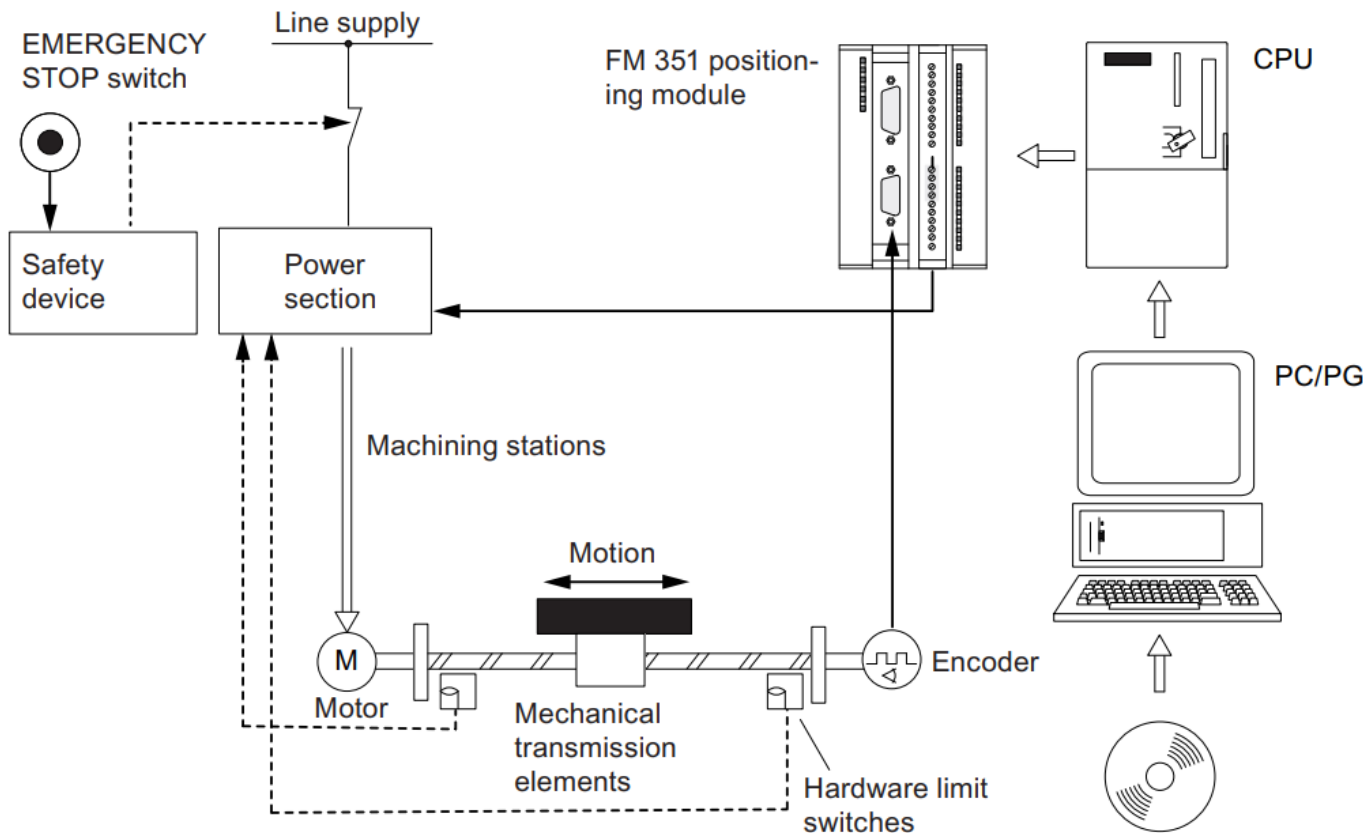 Line supply
EMERGENCY
STOP switch
FM 351 position-
ing module
CPU
Safety
device
Power
section
PC/PG
Machining stations
Motion
M
Motor
Encoder
Mechanical
transmission
elements
Hardware limit
switches